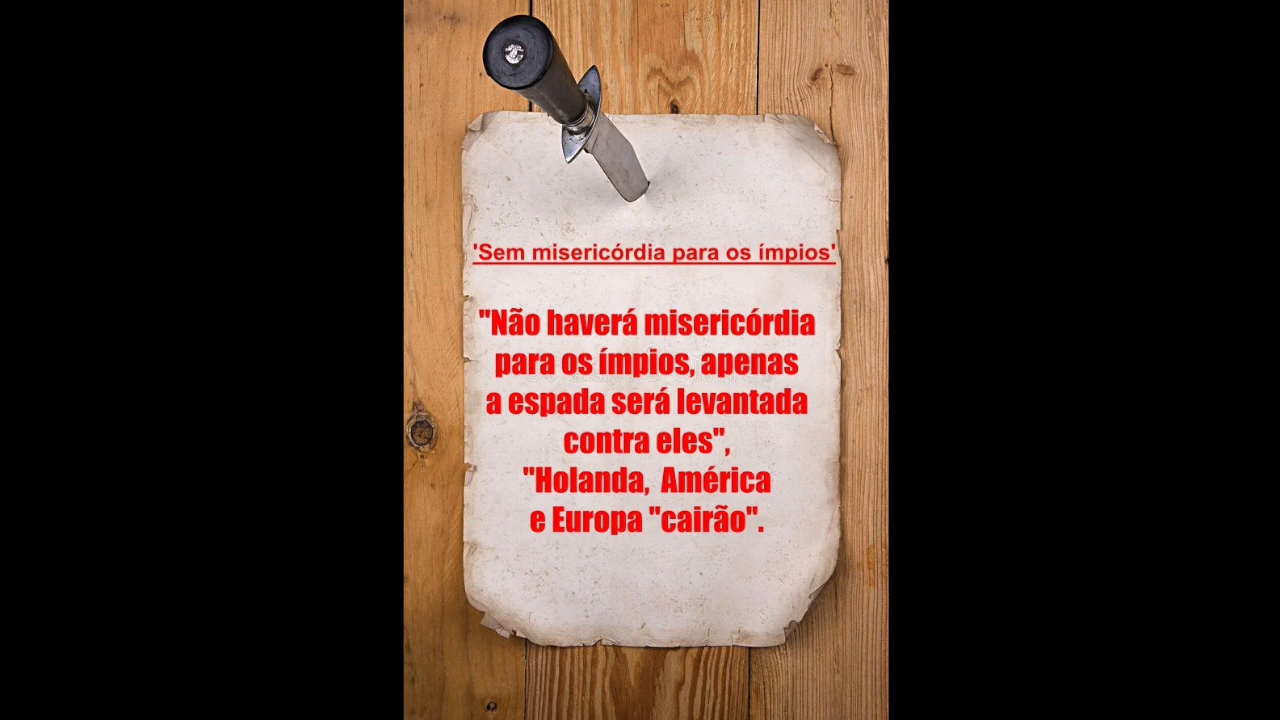 'Sem misericórdia para os ímpios'
"Não haverá misericórdia
para os ímpios, apenas
a espada será levantada
contra eles",
"Holanda,  América
e Europa "cairão".